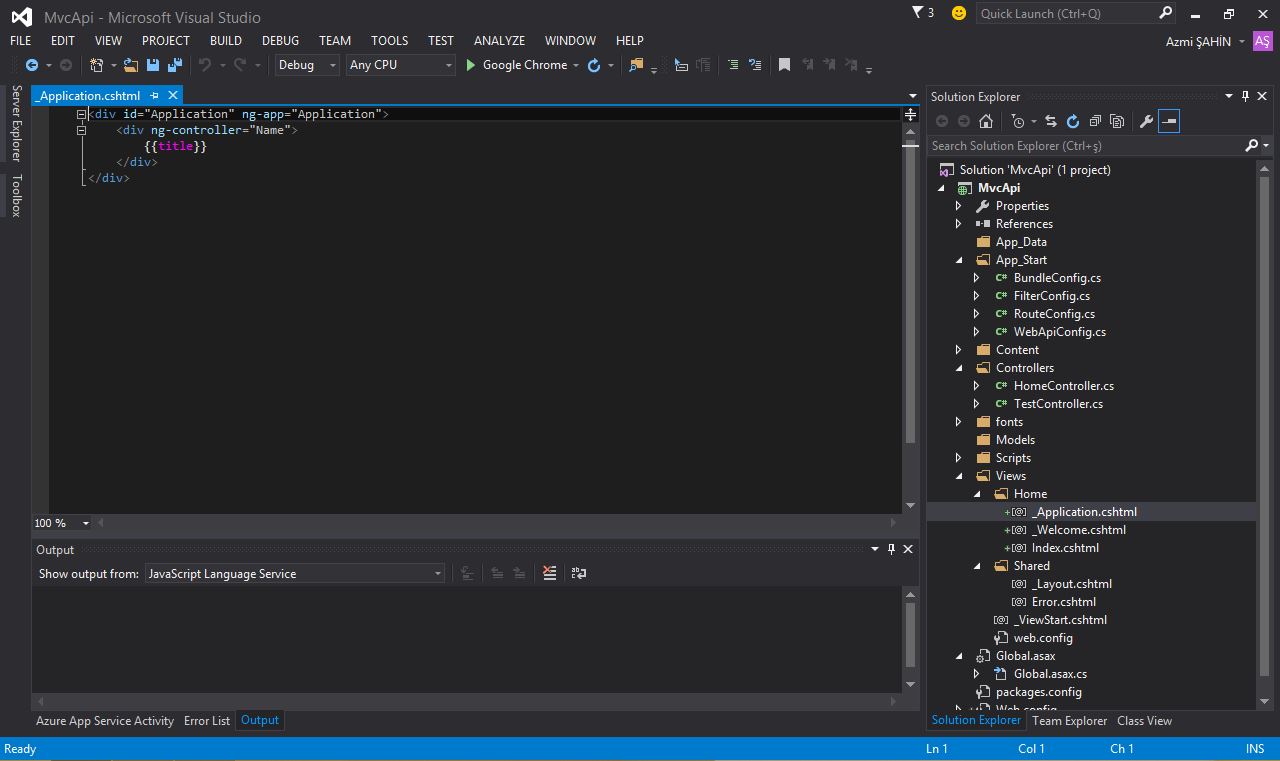 MvcApi - Microsoft Visual Studio
3
Quick Launch (Ctrl+Q)
FILE EDIT VIEW PROJECT BUILD DEBUG TEAM TOOLS TEST ANALYZE WINDOW HELP
Azmi ŞAHİN AŞ
Debug Any CPU Google Chrome
Server Explorer
Toolbox
_Application.cshtml
<div id="Application" ng-app="Application">
<div ng-controller="Name">
{{title}}
</div>
</div>
100 %
Output
Show output from: JavaScript Language Service
Azure App Service Activity Error List Output
Solution Explorer
Search Solution Explorer (Ctrl+ş)
Solution 'MvcApi' (1 project)
MvcApi
Properties
References
App_Data
App_Start
C# BundleConfig.cs
C# FilterConfig.cs
C# RouteConfig.cs
C# WebApiConfig.cs
Content
Controllers
C# HomeController.cs
C# TestController.cs
fonts
Models
Scripts
Views
Home
+[@] _Application.cshtml
+[@] _Welcome.cshtml
+[@] Index.cshtml
Shared
[@] _Layout.cshtml
[@] Error.cshtml
[@] _ViewStart.cshtml
web.config
Global.asax
Global.asax.cs
packages.config
Web.config
Solution Explorer Team Explorer Class View
Ready Ln 1 Col 1 Ch 1 INS